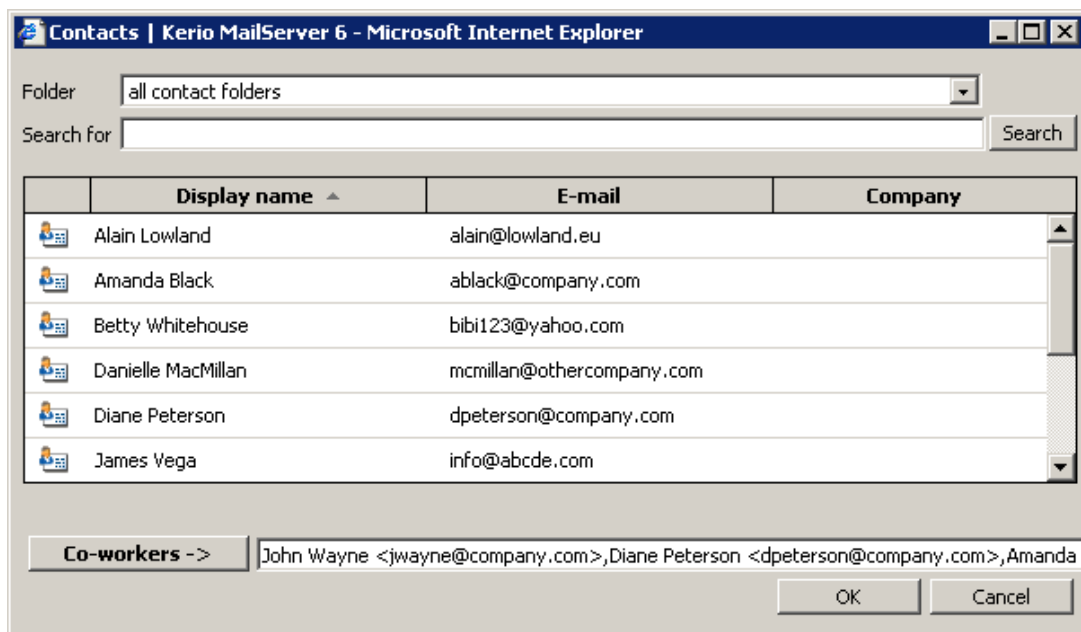 Contacts | Kerio MailServer 6 - Microsoft Internet Explorer
Folder all contact folders
Search for Search
Display name E-mail Company
Alain Lowland alain@lowland.eu
Amanda Black ablack@company.com
Betty Whitehouse bibi123@yahoo.com
Danielle MacMillan mcmillan@othercompany.com
Diane Peterson dpeterson@company.com
James Vega info@abcde.com
Co-workers -> John Wayne <jwayne@company.com>,Diane Peterson <dpeterson@company.com>,Amanda
OK Cancel